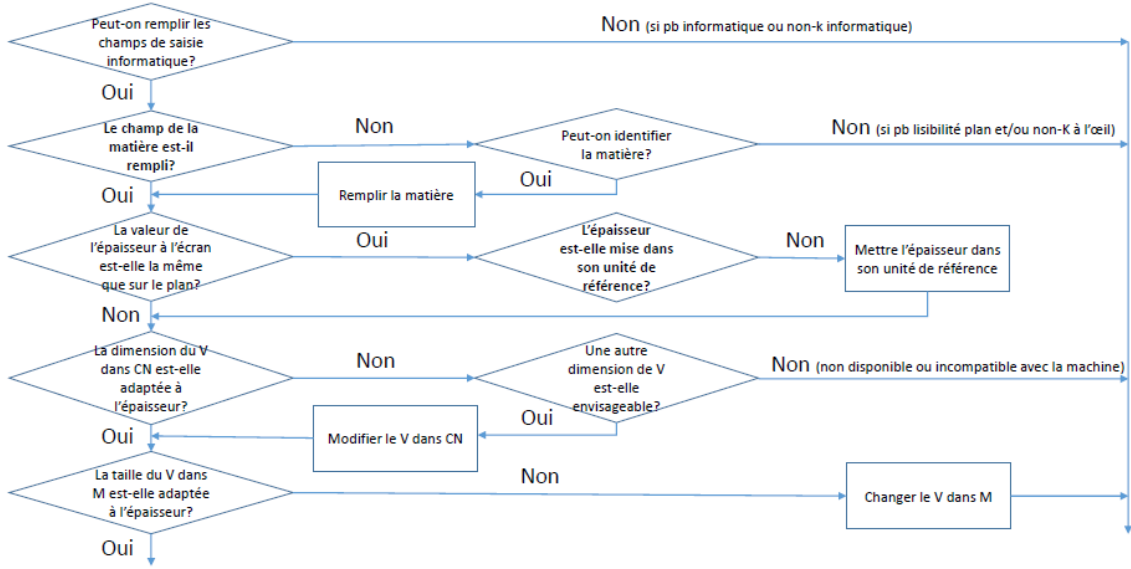 Peut-on remplir les
champs de saisie
informatique?
Non (si pb informatique ou non-k informatique)
Oui
Le champ de la
matière est-il
rempli?
Non
Peut-on identifier
la matière?
Non (si pb lisibilité plan et/ou non-K à l'œil)
Oui
Remplir la matière
Oui
La valeur de
l'épaisseur à l'écran
est-elle la même
que sur le plan?
Oui
L'épaisseur
est-elle mise dans
son unité de
référence?
Non
Mettre l'épaisseur dans
son unité de référence
Non
La dimension du V
dans CN est-elle
adaptée à
l'épaisseur?
Non
Une autre
dimension de V
est-elle
envisageable?
Non (non disponible ou incompatible avec la machine)
Oui
Modifier le V dans CN
Oui
La taille du V dans
M est-elle adaptée
à l'épaisseur?
Non
Changer le V dans M
Oui